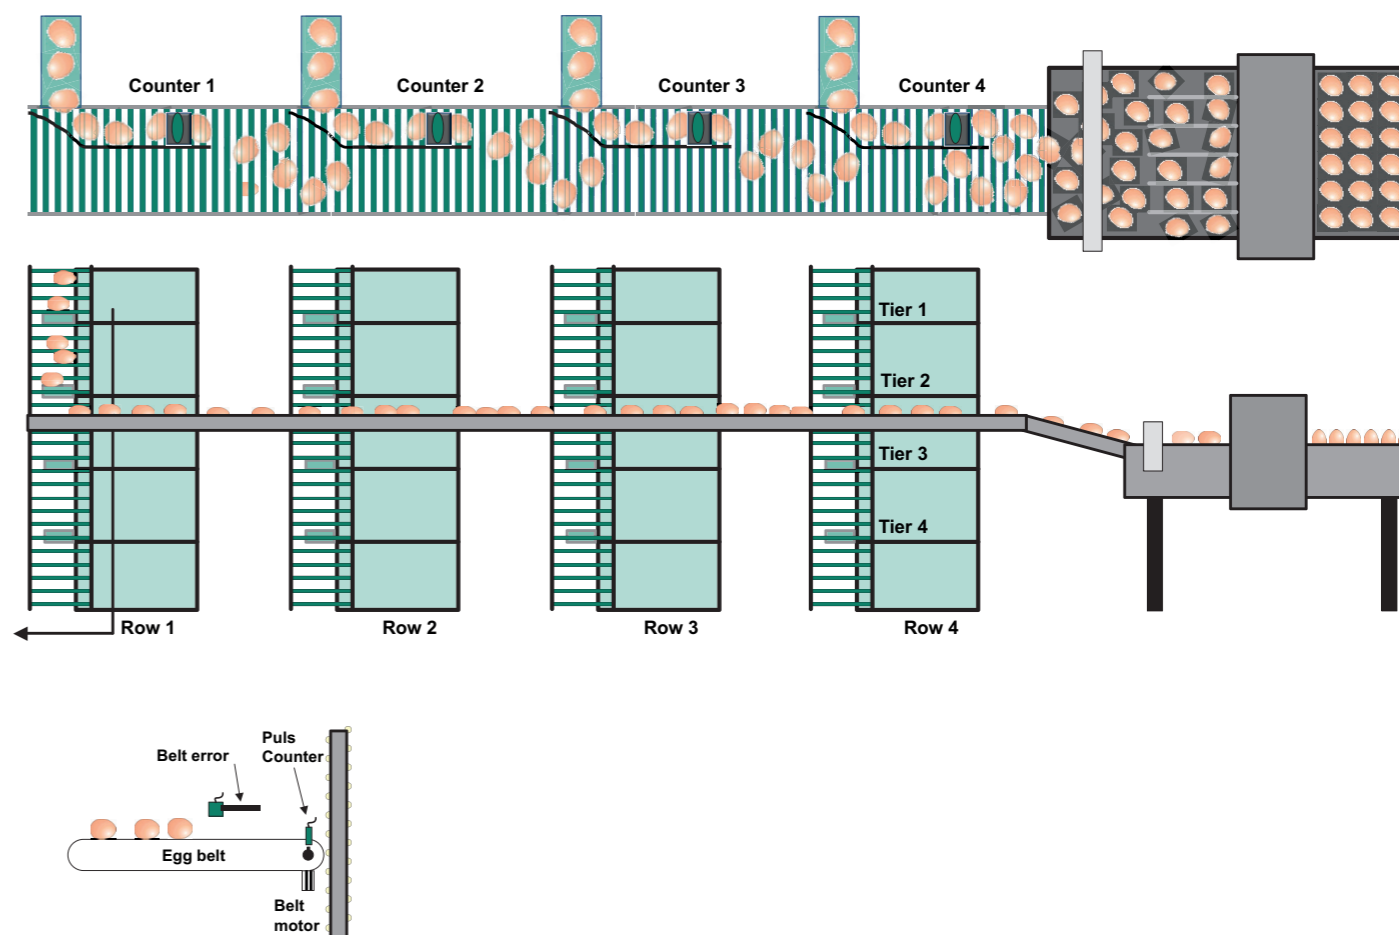 Counter 1
Counter 2
Counter 3
Counter 4
Tier 1
Tier 2
Tier 3
Tier 4
Row 1
Row 2
Row 3
Row 4
Puls
Counter
Belt error
Egg belt
Belt
motor